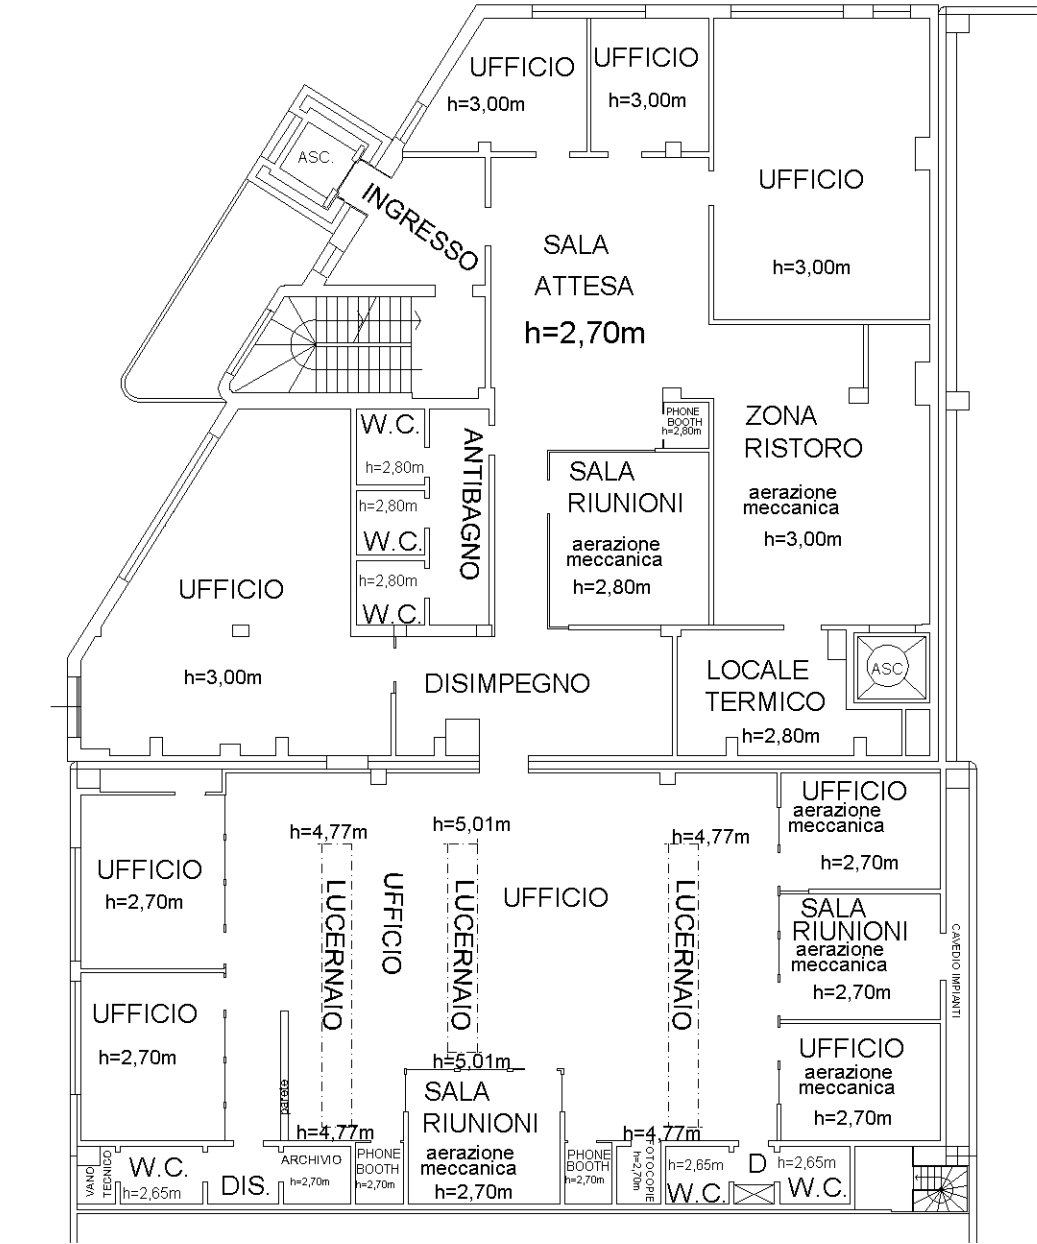 UFFICIO
h=3,00m
UFFICIO
h=3,00m
ASC.
INGRESSO
UFFICIO
h=3,00m
SALA
ATTESA
h=2,70m
W.C.
h=2,80m
h=2,80m
W.C.
h=2,80m
W.C.
ANTIBAGNO
PHONE
BOOTH
h=2,80m
SALA
RIUNIONI
aerazione
meccanica
h=2,80m
ZONA
RISTORO
aerazione
meccanica
h=3,00m
UFFICIO
h=3,00m
DISIMPEGNO
LOCALE
TERMICO
h=2,80m
ASC
UFFICIO
h=2,70m
UFFICIO
h=2,70m
h=4,77m
LUCERNAIO
h=4,77m
UFFICIO
h=5,01m
LUCERNAIO
h=5,01m
UFFICIO
h=4,77m
LUCERNAIO
h=4,77m
UFFICIO
aerazione
meccanica
h=2,70m
SALA
RIUNIONI
aerazione
meccanica
h=2,70m
UFFICIO
aerazione
meccanica
h=2,70m
CAVEDIO IMPIANTI
parete
VANO
TECNICO
W.C.
h=2,65m
DIS.
ARCHIVIO
h=2,70m
PHONE
BOOTH
h=2,70m
SALA
RIUNIONI
aerazione
meccanica
h=2,70m
PHONE
BOOTH
h=2,70m
FOTOCOPIE
h=2,70m
h=2,65m
W.C.
D
h=2,65m
W.C.